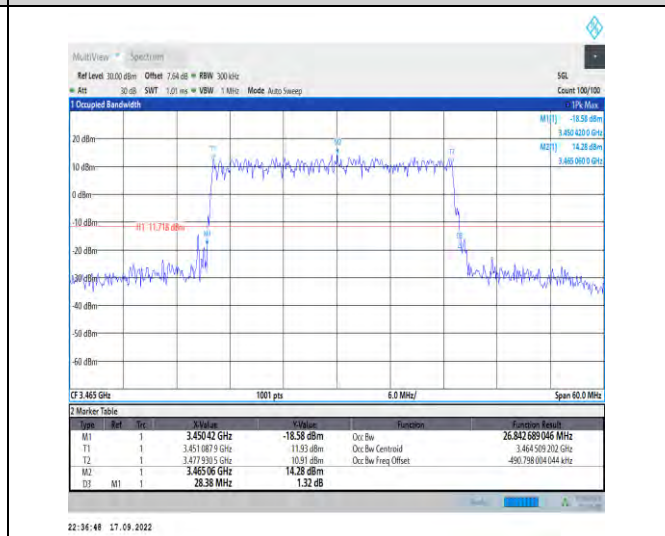 MultiView Spectrum
Ref Level 30.00 dBm Offset 7.64 dB RBW 300 kHz SGL
Att 30 dB SWT 1.01 ms VBW 1 MHz Mode Auto Sweep Count 100/100
1 Occupied Bandwidth 1Pk Max
M1[1] -18.58 dBm
3.450 420 0 GHz
M2[1] 14.28 dBm
3.465 060 0 GHz
20 dBm
M2
T1
T2
10 dBm
0 dBm
-10 dBm
H1 11.718 dBm
M1
-20 dBm
-30 dBm
-40 dBm
-50 dBm
-60 dBm
CF 3.465 GHz 1001 pts 6.0 MHz/ Span 60.0 MHz
2 Marker Table
Type Ref Trc X-Value Y-Value Function Function Result
M1 1 3.45042 GHz -18.58 dBm Occ Bw 26.842 689 046 MHz
T1 1 3.451 087 9 GHz 11.93 dBm Occ Bw Centroid 3.464 509 202 GHz
T2 1 3.477 930 5 GHz 10.91 dBm Occ Bw Freq Offset -490.798 004 044 kHz
M2 1 3.465 06 GHz 14.28 dBm
D3 M1 1 28.38 MHz 1.32 dB
22:36:48 17.09.2022